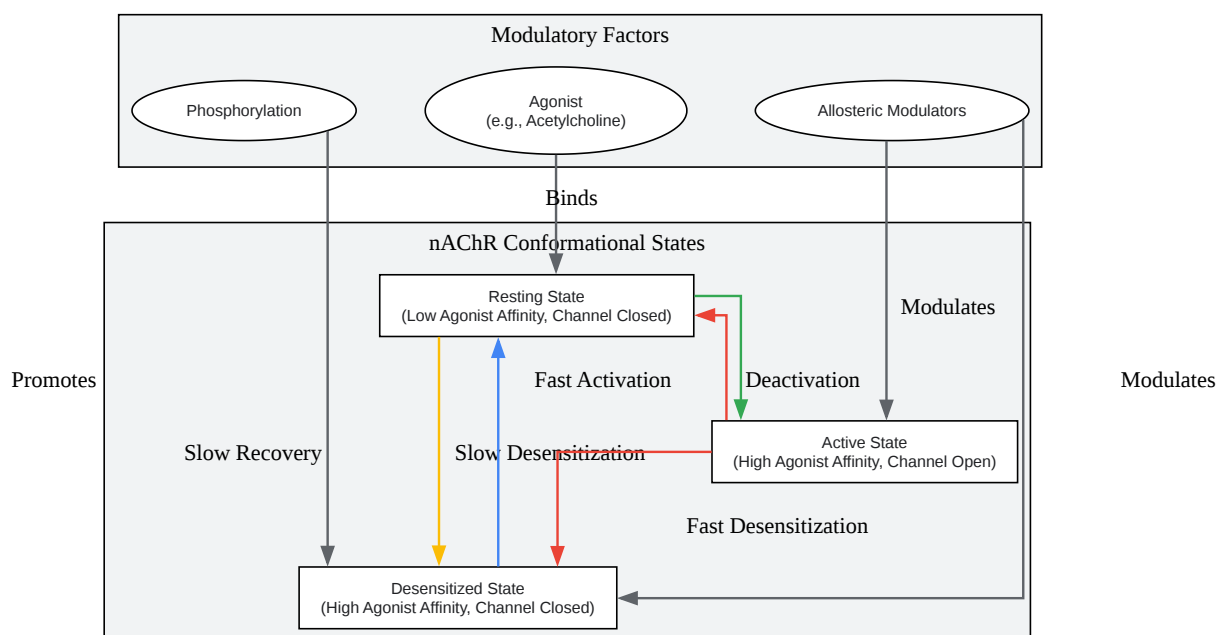 Modulatory Factors
Phosphorylation
Agonist
(e.g., Acetylcholine)
Allosteric Modulators
Binds
nAChR Conformational States
Resting State
(Low Agonist Affinity, Channel Closed)
Modulates
Promotes
Fast Activation
Deactivation
Modulates
Slow Recovery
Slow Desensitization
Active State
(High Agonist Affinity, Channel Open)
Fast Desensitization
Desensitized State
(High Agonist Affinity, Channel Closed)